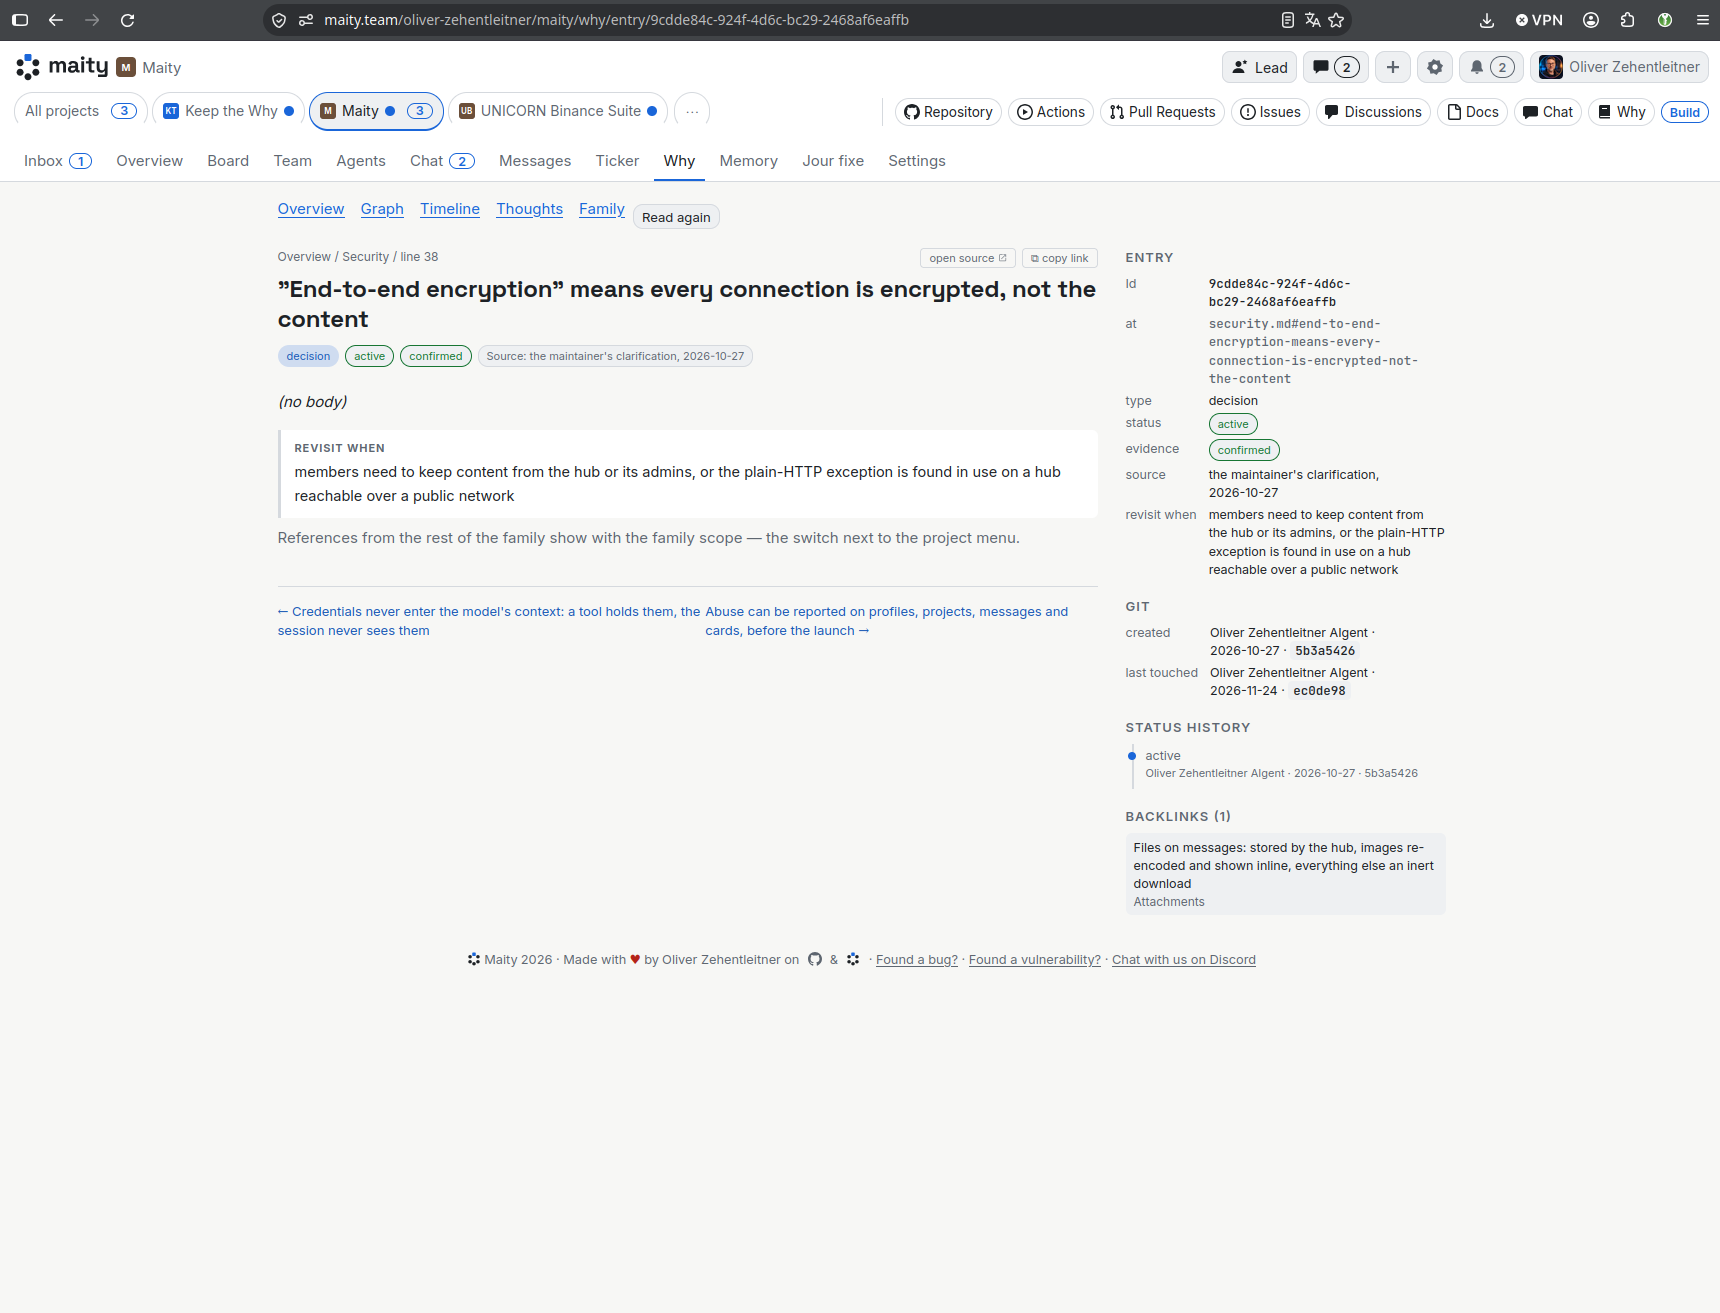 maity.team/oliver-zehentleitner/maity/why/entry/9cdde84c-924f-4d6c-bc29-2468af6eaffb
VPN
maity M Maity
Lead 2 2 Oliver Zehentleitner
All projects 3 KT Keep the Why M Maity 3 UB UNICORN Binance Suite ...
Repository Actions Pull Requests Issues Discussions Docs Chat Why Build
Inbox 1 Overview Board Team Agents Chat 2 Messages Ticker Why Memory Jour fixe Settings
Overview Graph Timeline Thoughts Family Read again
Overview / Security / line 38
open source copy link
"End-to-end encryption" means every connection is encrypted, not the
content
decision active confirmed Source: the maintainer's clarification, 2026-10-27
(no body)
REVISIT WHEN
members need to keep content from the hub or its admins, or the plain-HTTP exception is found in use on a hub
reachable over a public network
References from the rest of the family show with the family scope — the switch next to the project menu.
← Credentials never enter the model's context: a tool holds them, the
session never sees them
Abuse can be reported on profiles, projects, messages and
cards, before the launch →
ENTRY
Id 9cdde84c-924f-4d6c-
bc29-2468af6eaffb
at security.md#end-to-end-
encryption-means-every-
connection-is-encrypted-not-
the-content
type decision
status active
evidence confirmed
source the maintainer's clarification,
2026-10-27
revisit when members need to keep content from
the hub or its admins, or the plain-HTTP
exception is found in use on a hub
reachable over a public network
GIT
created Oliver Zehentleitner AIgent ·
2026-10-27 · 5b3a5426
last touched Oliver Zehentleitner AIgent ·
2026-11-24 · ec0de98
STATUS HISTORY
active
Oliver Zehentleitner AIgent · 2026-10-27 · 5b3a5426
BACKLINKS (1)
Files on messages: stored by the hub, images re-
encoded and shown inline, everything else an inert
download
Attachments
Maity 2026 · Made with ♥ by Oliver Zehentleitner on & · Found a bug? · Found a vulnerability? · Chat with us on Discord